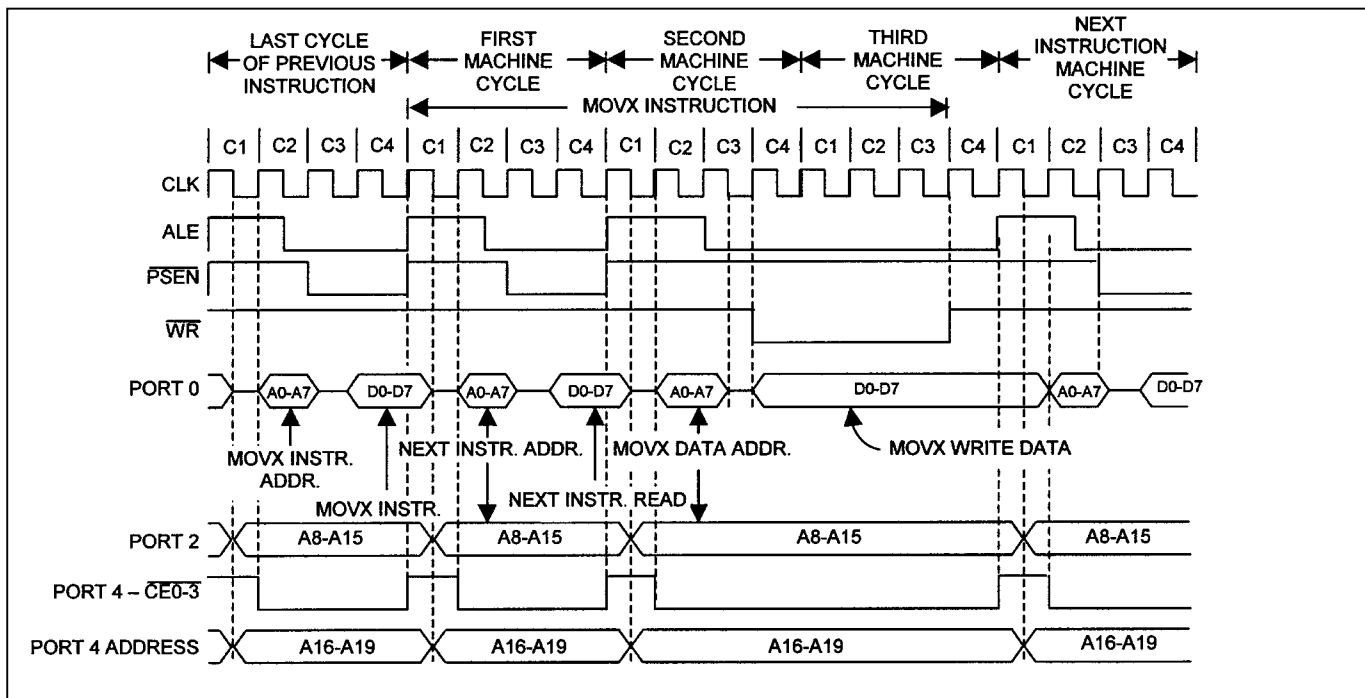 LAST CYCLE
OF PREVIOUS
INSTRUCTION
FIRST
MACHINE
CYCLE
SECOND
MACHINE
CYCLE
THIRD
MACHINE
CYCLE
NEXT
INSTRUCTION
MACHINE
CYCLE
MOVX INSTRUCTION
C1 C2 C3 C4 C1 C2 C3 C4 C1 C2 C3 C4 C1 C2 C3 C4 C1 C2 C3 C4
CLK
ALE
PSEN
WR
PORT 0 A0-A7 D0-D7 A0-A7 D0-D7 A0-A7 D0-D7 A0-A7 D0-D7
MOVX INSTR.
ADDR.
MOVX INSTR.
NEXT INSTR. ADDR.
NEXT INSTR. READ
MOVX DATA ADDR.
MOVX WRITE DATA
PORT 2 A8-A15 A8-A15 A8-A15 A8-A15
PORT 4 – CE0-3
PORT 4 ADDRESS A16-A19 A16-A19 A16-A19 A16-A19